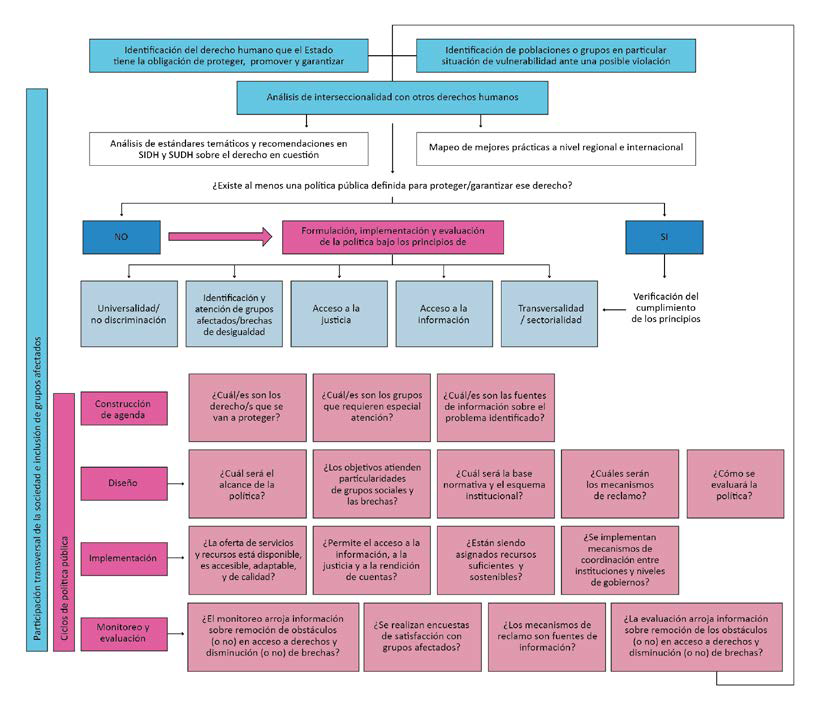 Identificación del derecho humano que el Estado
tiene la obligación de proteger, promover y garantizar
Identificación de poblaciones o grupos en particular
situación de vulnerabilidad ante una posible violación
Análisis de interseccionalidad con otros derechos humanos
Análisis de estándares temáticos y recomendaciones en
SIDH y SUDH sobre el derecho en cuestión
Mapeo de mejores prácticas a nivel regional e internacional
¿Existe al menos una política pública definida para proteger/garantizar ese derecho?
NO
Formulación, implementación y evaluación
de la política bajo los principios de
SI
Universalidad/
no discriminación
Identificación y
atención de grupos
afectados/brechas
de desigualdad
Acceso a la
justicia
Acceso a la
información
Transversalidad
/ sectorialidad
Verificación del
cumplimiento
de los principios
Participación transversal de la sociedad e inclusión de grupos afectados
Ciclos de política pública
Construcción
de agenda
¿Cuál/es son los
derecho/s que se
van a proteger?
¿Cuál/es son los grupos
que requieren especial
atención?
¿Cuál/es son las fuentes
de información sobre el
problema identificado?
Diseño
¿Cuál será el
alcance de la
política?
¿Los objetivos atienden
particularidades
de grupos sociales y
las brechas?
¿Cuál será la base
normativa y el esquema
institucional?
¿Cuáles serán
los mecanismos
de reclamo?
¿Cómo se
evaluará la
política?
Implementación
¿La oferta de servicios
y recursos está disponible,
es accesible, adaptable,
y de calidad?
¿Permite el acceso a la
información, a la
justicia y a la rendición
de cuentas?
¿Están siendo
asignados recursos
suficientes y
sostenibles?
¿Se implementan
mecanismos de
coordinación entre
instituciones y niveles
de gobiernos?
Monitoreo y
evaluación
¿El monitoreo arroja información
sobre remoción de obstáculos
(o no) en acceso a derechos y
disminución (o no) de brechas?
¿Se realizan encuestas
de satisfacción con
grupos afectados?
¿Los mecanismos de
reclamo son fuentes de
información?
¿La evaluación arroja información
sobre remoción de los obstáculos
(o no) en acceso a derechos y
disminución (o no) de brechas?